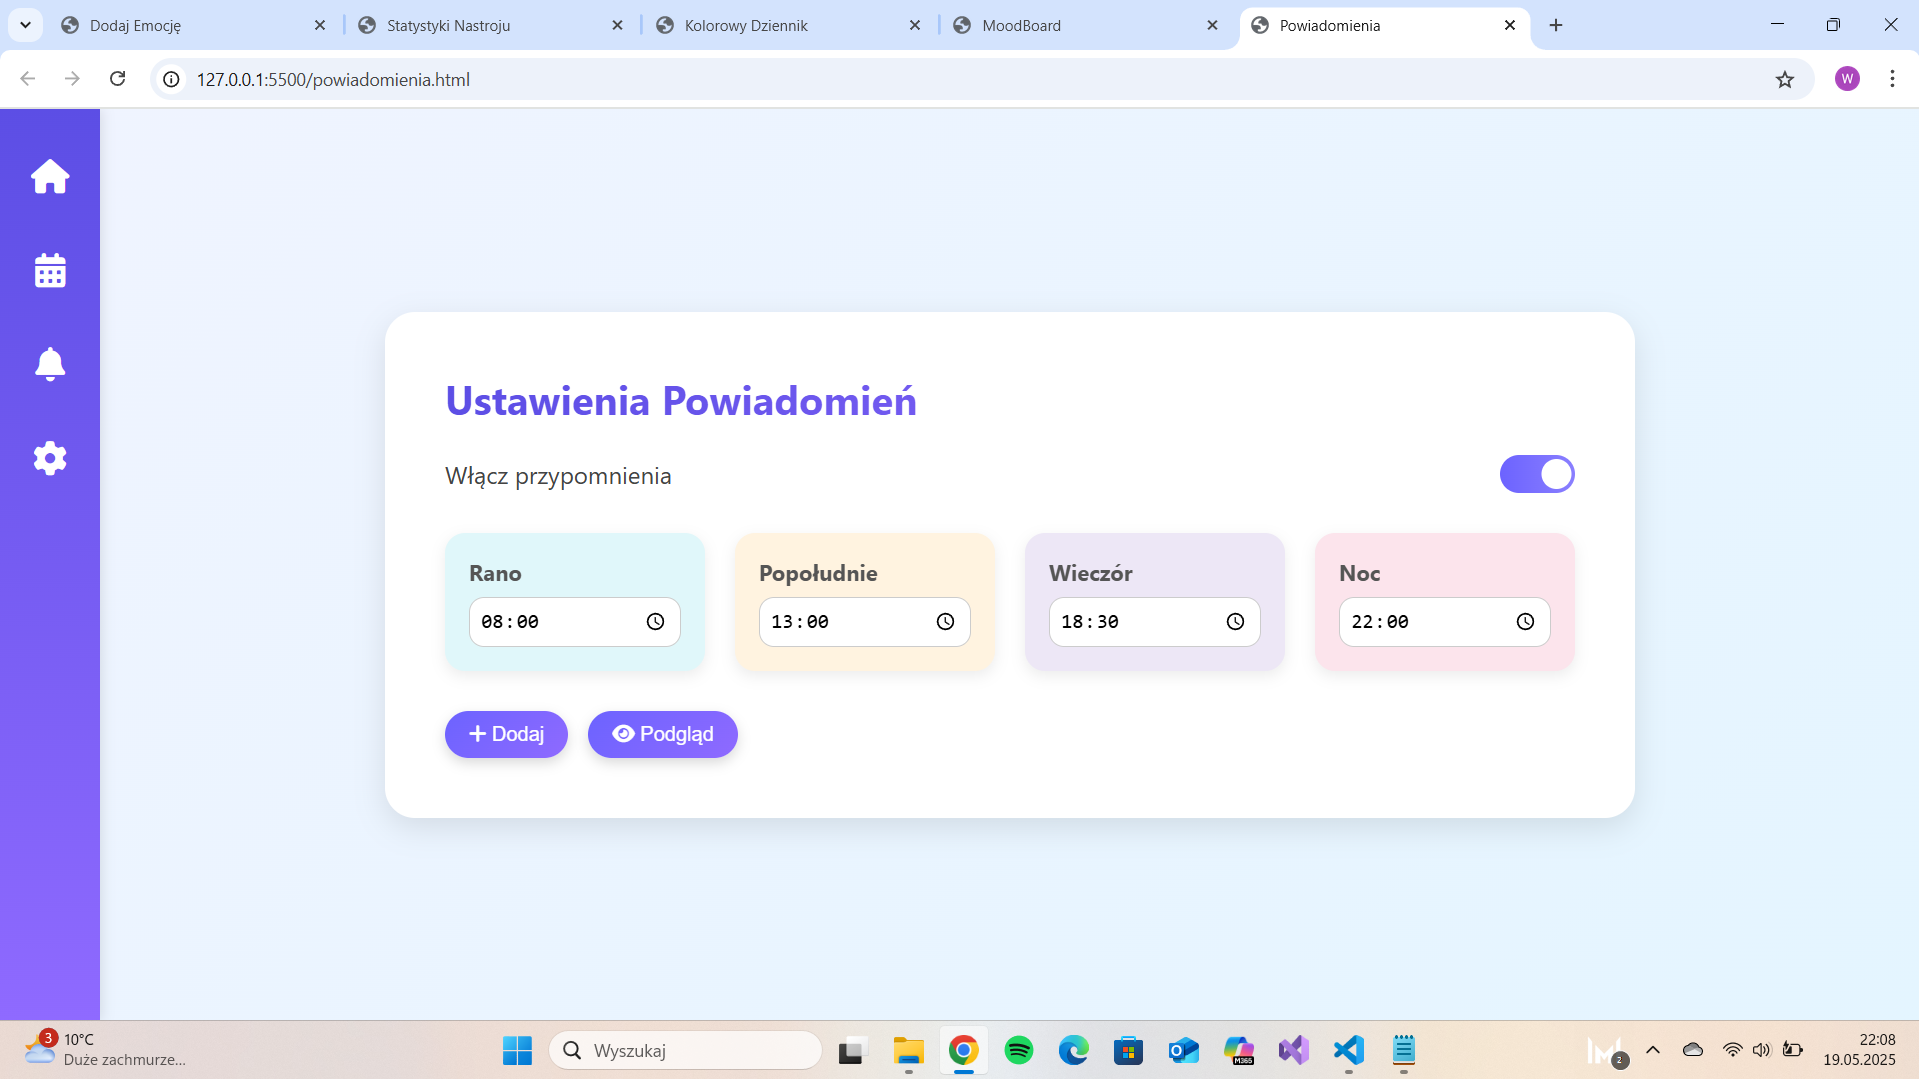 Dodaj Emocję
Statystyki Nastroju
Kolorowy Dziennik
MoodBoard
Powiadomienia
127.0.0.1:5500/powiadomienia.html
W
Ustawienia Powiadomień
Włącz przypomnienia
Rano
Popołudnie
Wieczór
Noc
08:00
13:00
18:30
22:00
Dodaj
Podgląd
3
10°C
Duże zachmurze...
Wyszukaj
M365
2
22:08
19.05.2025